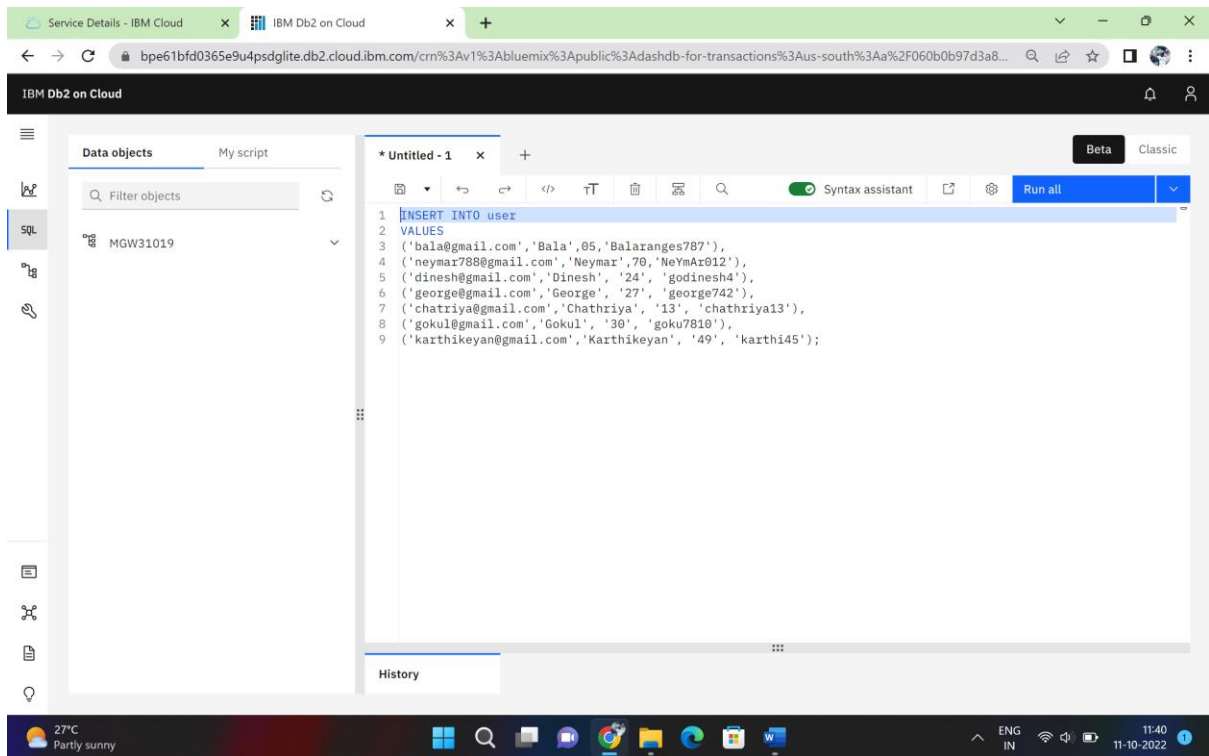 Service Details - IBM Cloud
IBM Db2 on Cloud
bpe61bfd0365e9u4psdglite.db2.cloud.ibm.com/crn%3Av1%3Abluemix%3Apublic%3Adashdb-for-transactions%3Aus-south%3Aa%2F060b0b97d3a8...
IBM Db2 on Cloud
Data objects My script
* Untitled - 1
Beta Classic
Filter objects
Syntax assistant
Run all
SQL
MGW31019
1 INSERT INTO user
2 VALUES
3 ('bala@gmail.com','Bala',05,'Balaranges787'),
4 ('neymar788@gmail.com','Neymar',70,'NeYmAr012'),
5 ('dinesh@gmail.com','Dinesh', '24', 'godinesh4'),
6 ('george@gmail.com','George', '27', 'george742'),
7 ('chatriya@gmail.com','Chathriya', '13', 'chathriya13'),
8 ('gokul@gmail.com','Gokul', '30', 'goku7810'),
9 ('karthikeyan@gmail.com','Karthikeyan', '49', 'karthi45');
History
27°C
Partly sunny
ENG
IN
11:40
11-10-2022
1